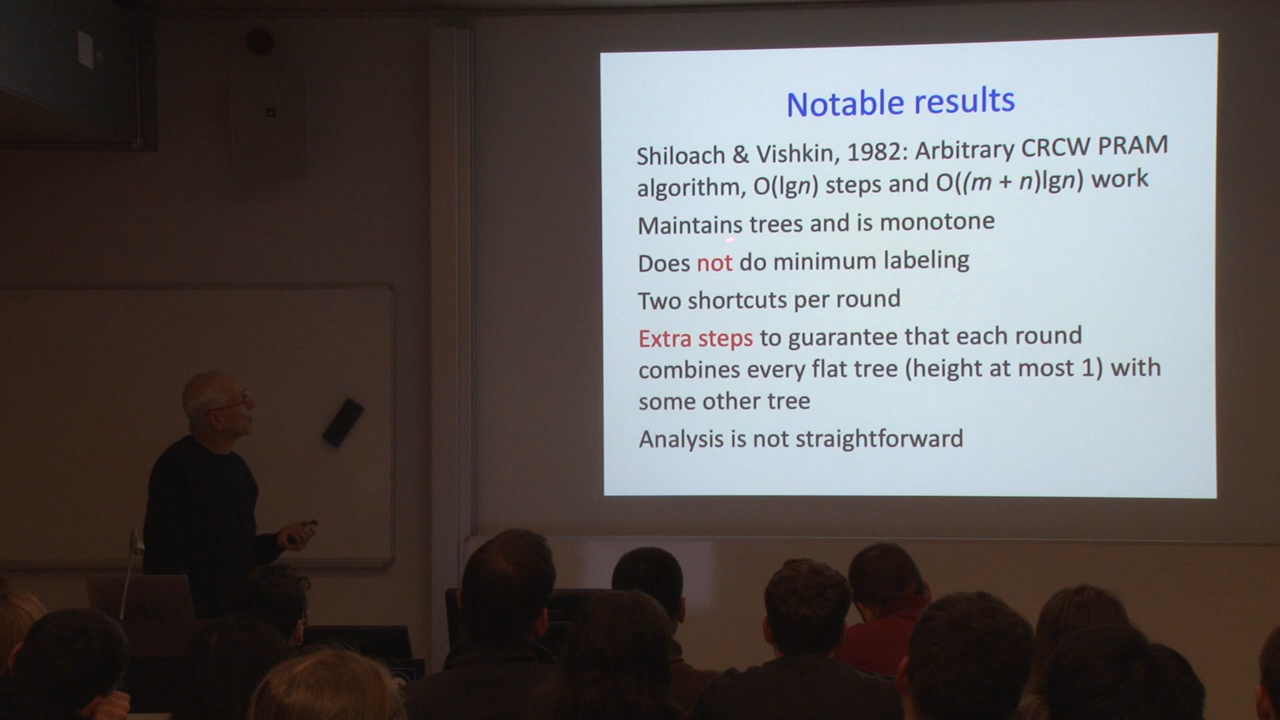 Notable results
Shiloach & Vishkin, 1982: Arbitrary CRCW PRAM
algorithm, O(lgn) steps and O((m + n)lgn) work
Maintains trees and is monotone
Does not do minimum labeling
Two shortcuts per round
Extra steps to guarantee that each round
combines every flat tree (height at most 1) with
some other tree
Analysis is not straightforward